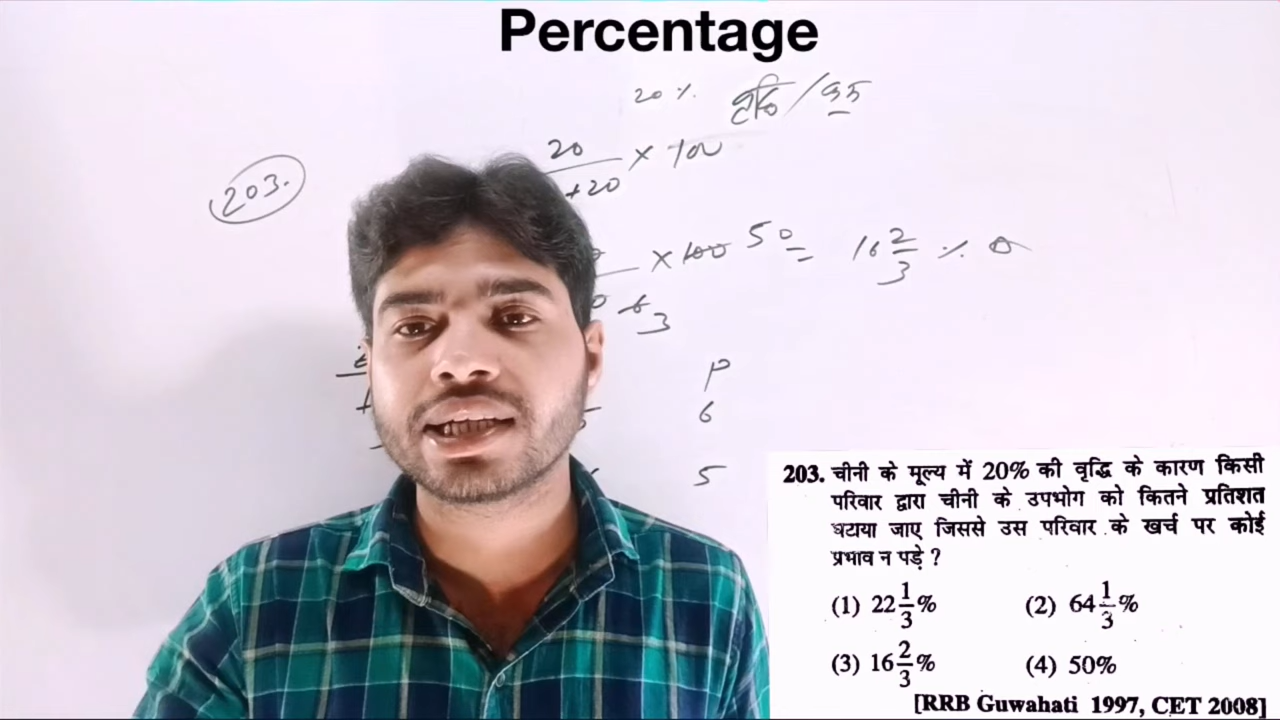 Percentage
20 %. वृद्धि / कम
203.
20 × 100
+20
× 100 50 = 16 2/3 %
6
3
P
6
5
203. चीनी के मूल्य में 20% की वृद्धि के कारण किसी
परिवार द्वारा चीनी के उपभोग को कितने प्रतिशत
घटाया जाए जिससे उस परिवार के खर्च पर कोई
प्रभाव न पड़े ?
(1) 22 1/3% (2) 64 1/3%
(3) 16 2/3% (4) 50%
[RRB Guwahati 1997, CET 2008]